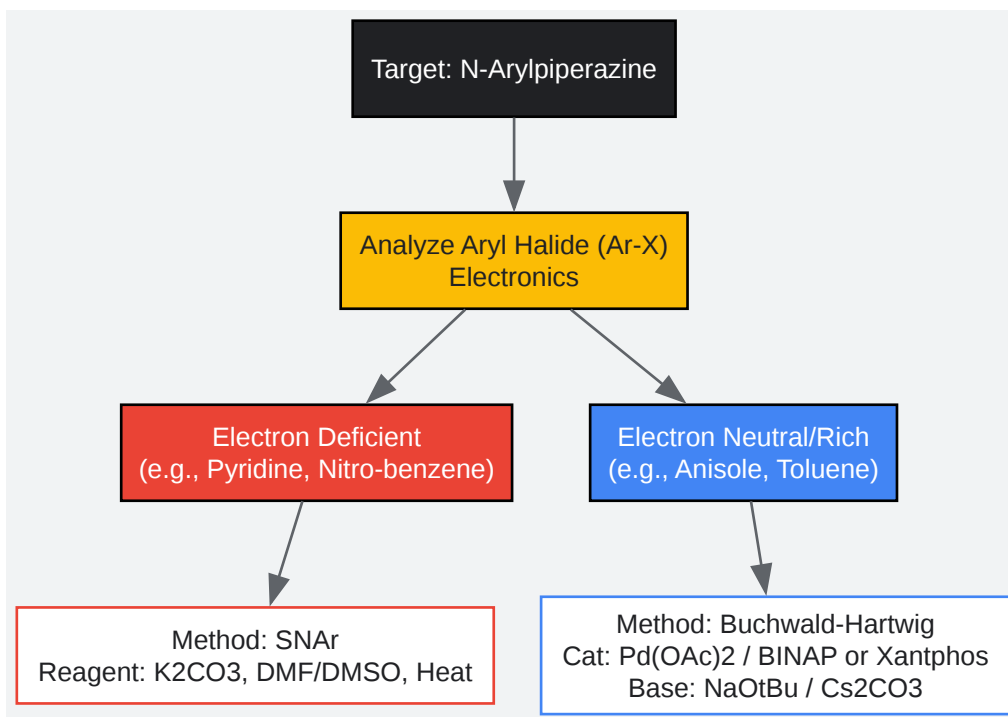 Target: N-Arylpiperazine
Analyze Aryl Halide (Ar-X)
Electronics
Electron Deficient
(e.g., Pyridine, Nitro-benzene)
Electron Neutral/Rich
(e.g., Anisole, Toluene)
Method: SNAr
Reagent: K2CO3, DMF/DMSO, Heat
Method: Buchwald-Hartwig
Cat: Pd(OAc)2 / BINAP or Xantphos
Base: NaOtBu / Cs2CO3